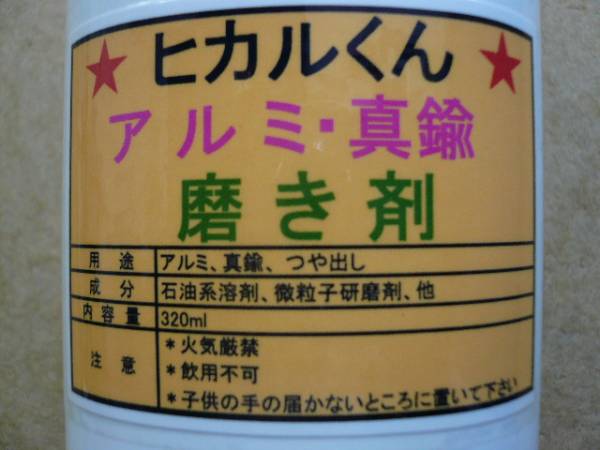 ★ヒカルくん★
アルミ・真鍮
磨き剤
用途 アルミ、真鍮、つや出し
成分 石油系溶剤、微粒子研磨剤、他
内容量 320ml
注意 *火気厳禁
*飲用不可
*子供の手の届かないところに置いて下さい